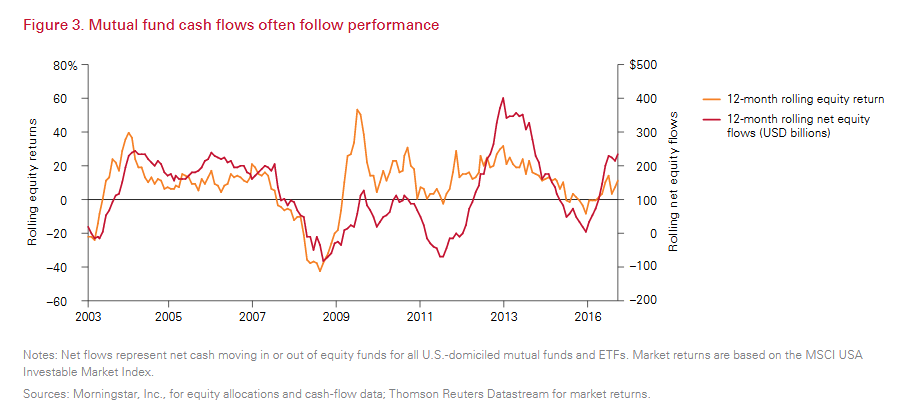 Figure 3. Mutual fund cash flows often follow performance
80%
60
40
20
0
−20
−40
−60
Rolling equity returns
$500
400
300
200
100
0
−100
−200
Rolling net equity flows
2003
2005
2007
2009
2011
2013
2016
12-month rolling equity return
12-month rolling net equity
flows (USD billions)
Notes: Net flows represent net cash moving in or out of equity funds for all U.S.-domiciled mutual funds and ETFs. Market returns are based on the MSCI USA
Investable Market Index.
Sources: Morningstar, Inc., for equity allocations and cash-flow data; Thomson Reuters Datastream for market returns.